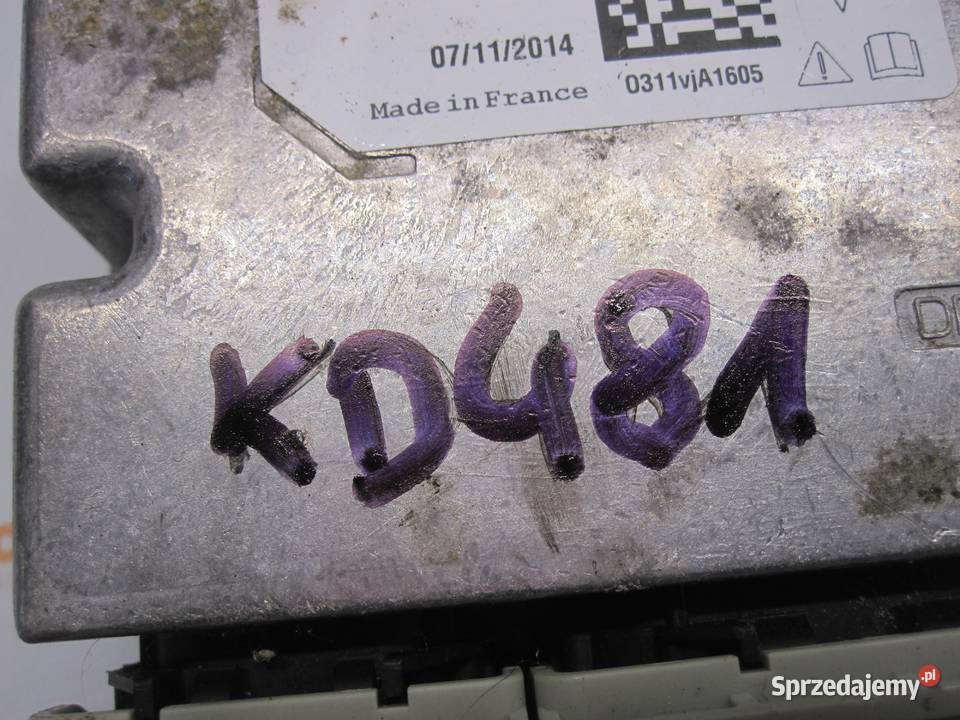 07/11/2014
0311vjA1605
Made in France
KD481
Sprzedajemy.pl